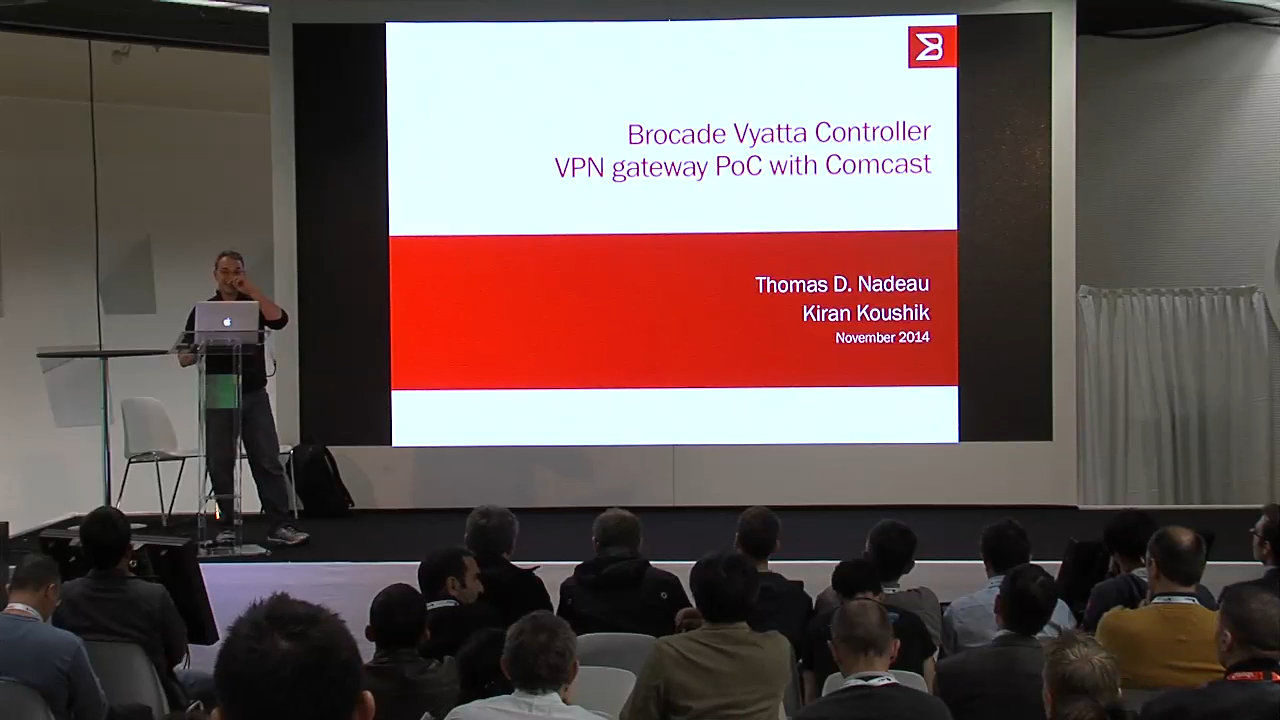 Brocade Vyatta Controller
VPN gateway PoC with Comcast
Thomas D. Nadeau
Kiran Koushik
November 2014